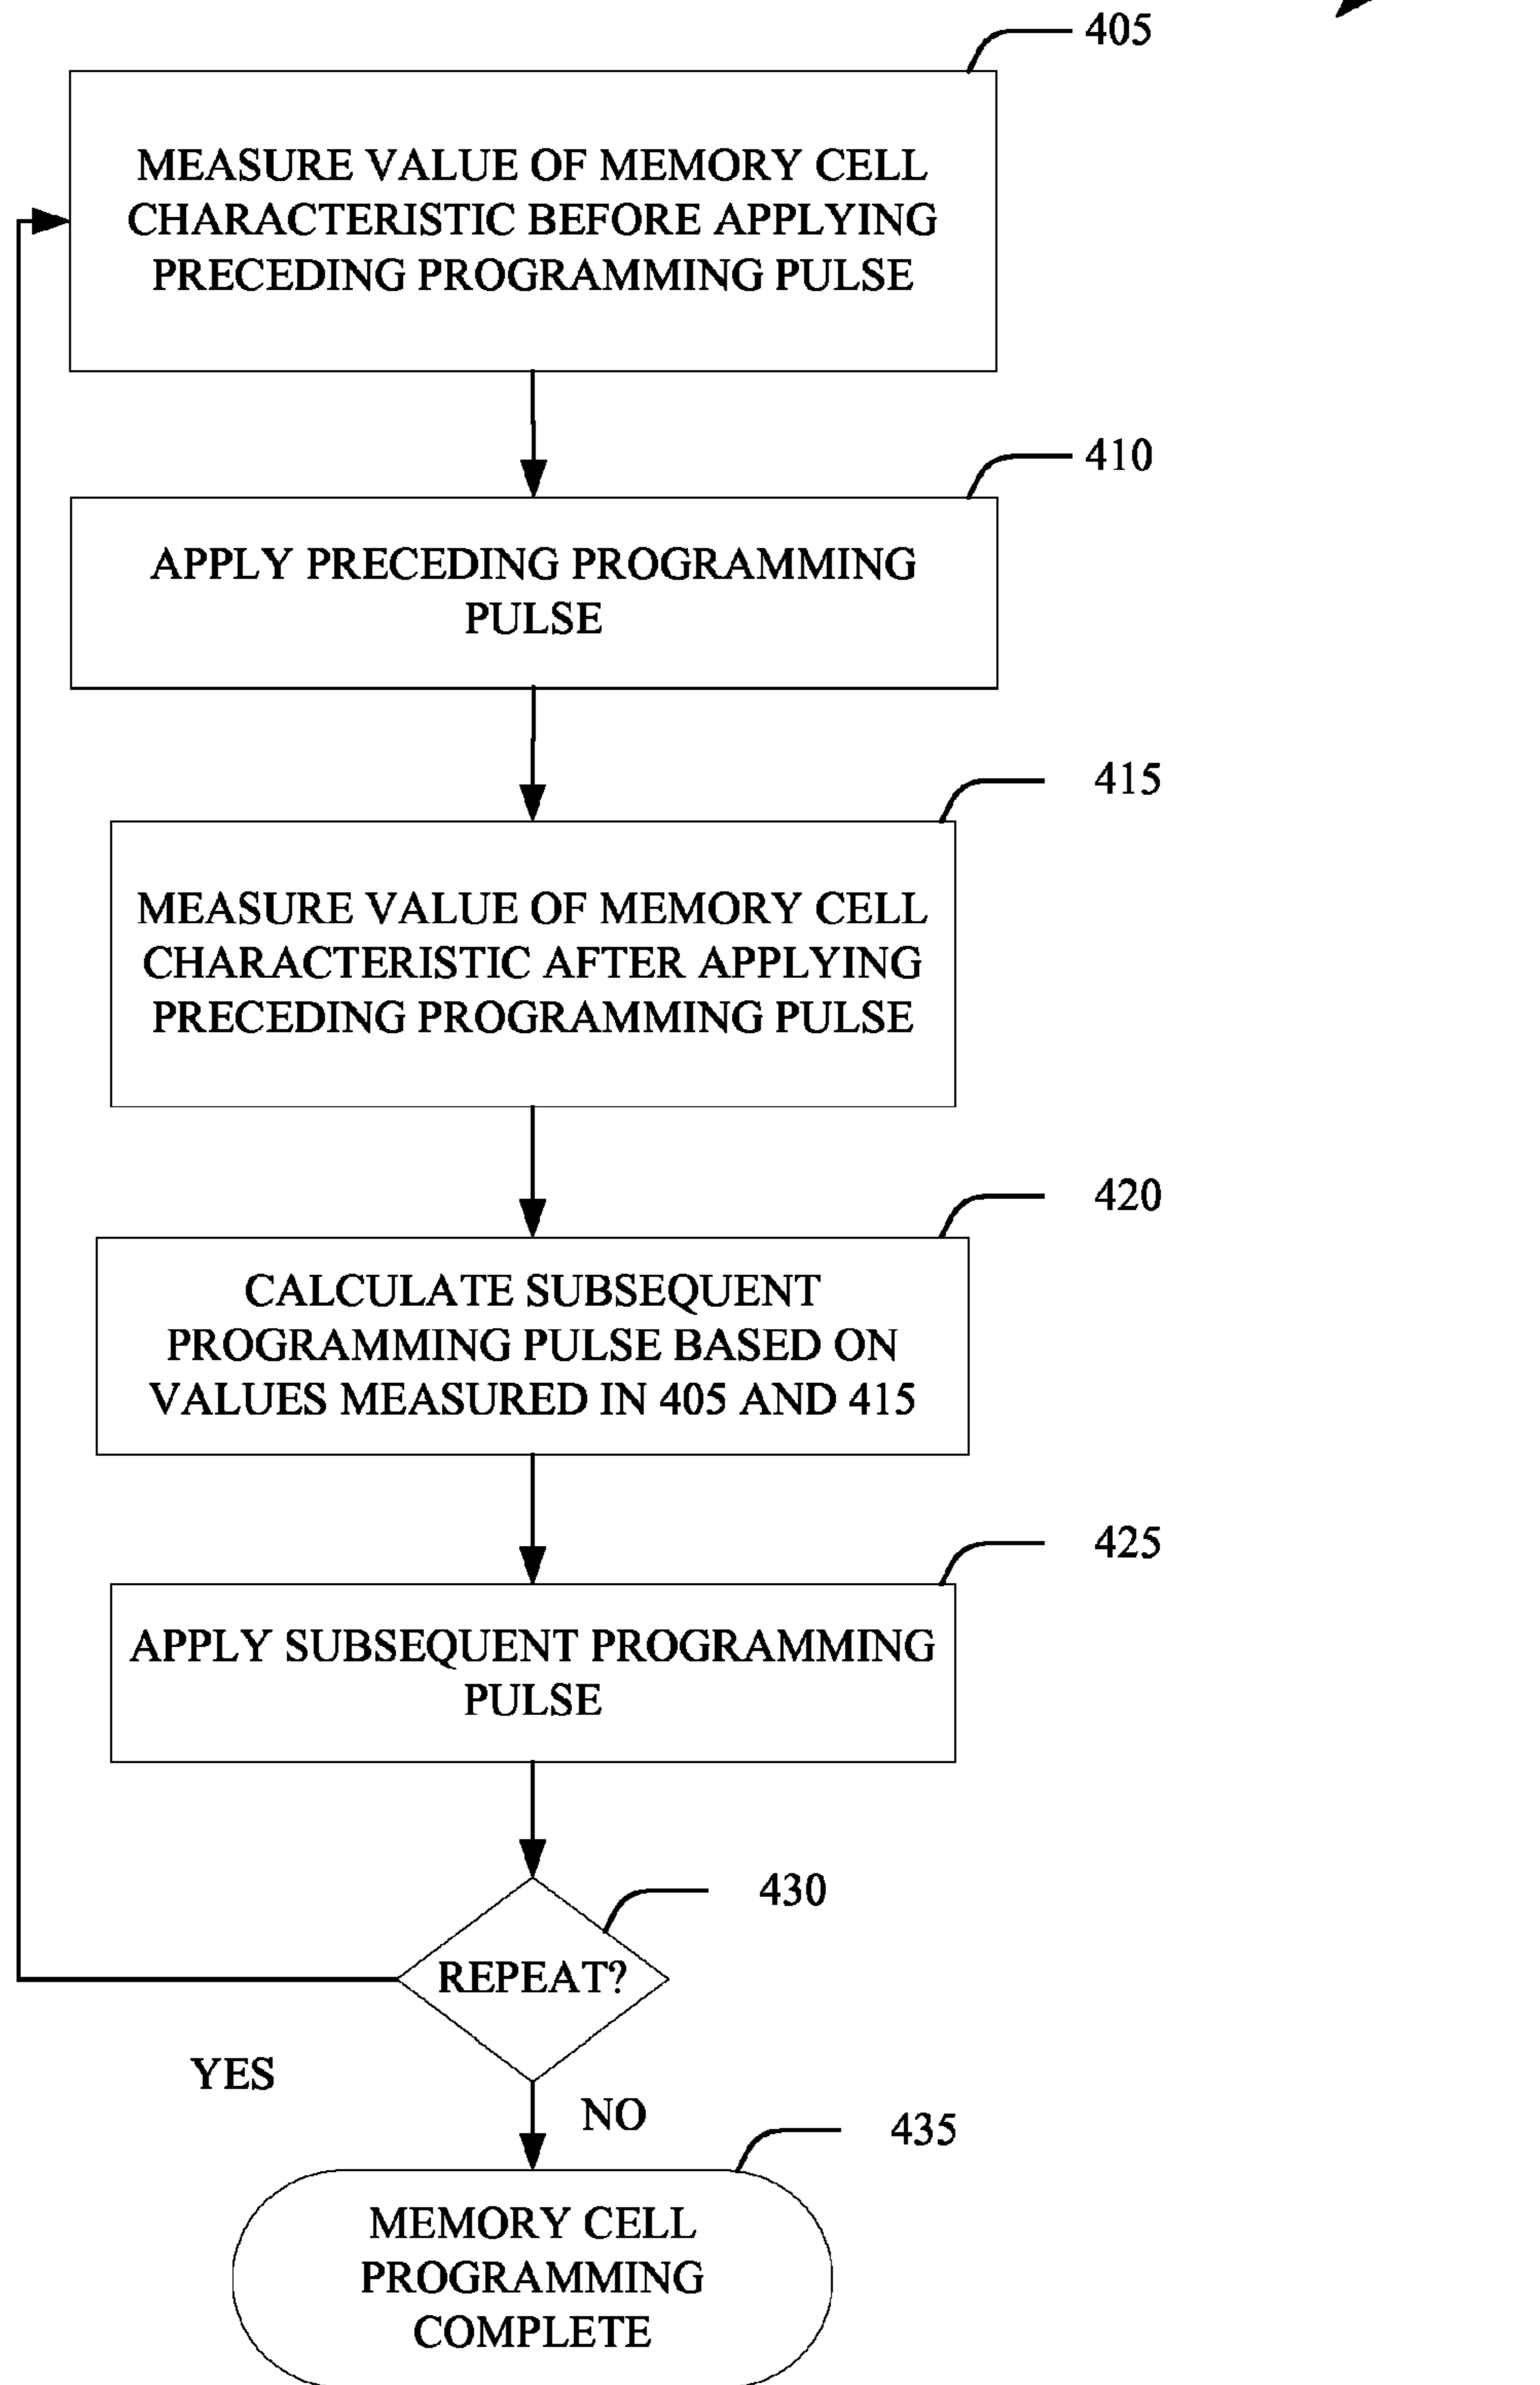 405
MEASURE VALUE OF MEMORY CELL
CHARACTERISTIC BEFORE APPLYING
PRECEDING PROGRAMMING PULSE
410
APPLY PRECEDING PROGRAMMING
PULSE
415
MEASURE VALUE OF MEMORY CELL
CHARACTERISTIC AFTER APPLYING
PRECEDING PROGRAMMING PULSE
420
CALCULATE SUBSEQUENT
PROGRAMMING PULSE BASED ON
VALUES MEASURED IN 405 AND 415
425
APPLY SUBSEQUENT PROGRAMMING
PULSE
430
REPEAT?
YES
NO
435
MEMORY CELL
PROGRAMMING
COMPLETE